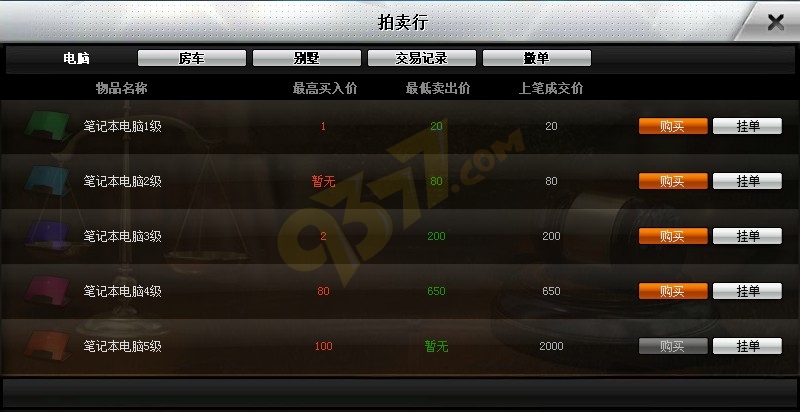 拍卖行
电脑 房车 别墅 交易记录 撤单
物品名称 最高买入价 最低卖出价 上笔成交价
笔记本电脑1级 1 20 20 购买 挂单
笔记本电脑2级 暂无 80 80 购买 挂单
笔记本电脑3级 2 200 200 购买 挂单
笔记本电脑4级 80 650 650 购买 挂单
笔记本电脑5级 100 暂无 2000 购买 挂单
9377.COM